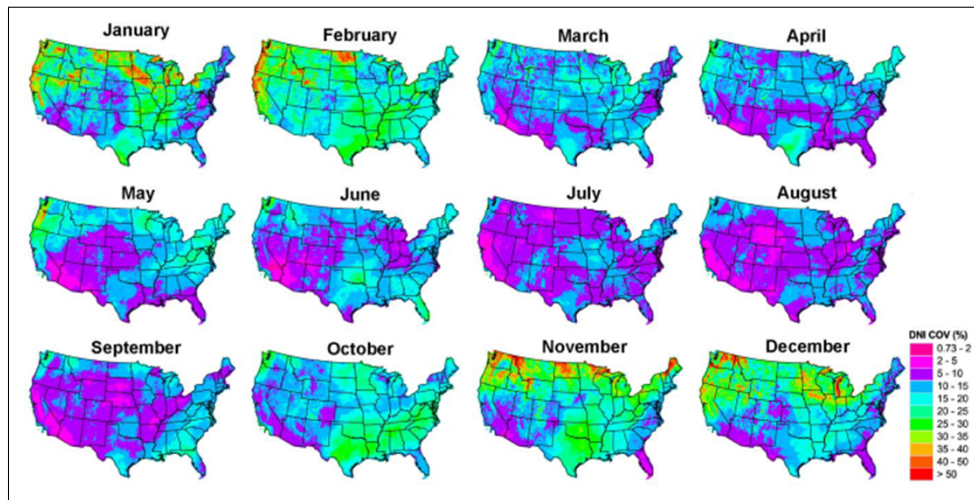 January
February
March
April
May
June
July
August
September
October
November
December
DNI COV (%)
0.73 - 2
2 - 5
5 - 10
10 - 15
15 - 20
20 - 25
25 - 30
30 - 35
35 - 40
40 - 50
> 50